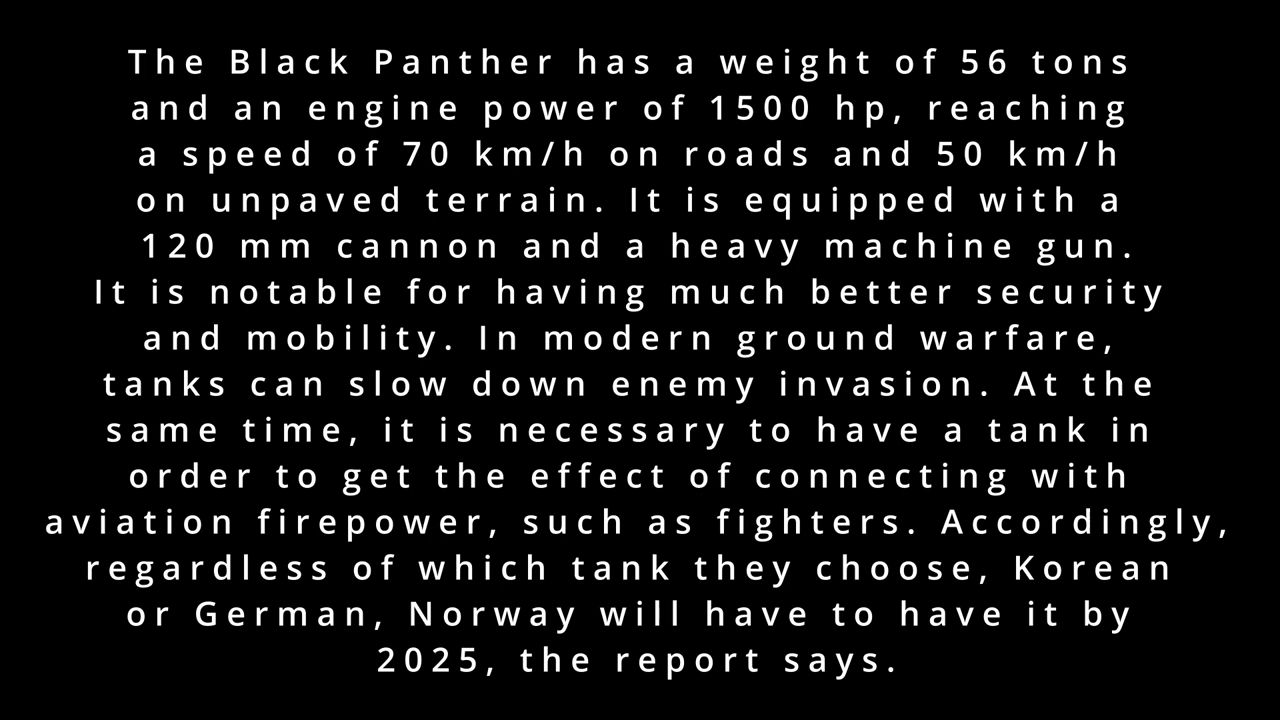 The Black Panther has a weight of 56 tons
and an engine power of 1500 hp, reaching
a speed of 70 km/h on roads and 50 km/h
on unpaved terrain. It is equipped with a
120 mm cannon and a heavy machine gun.
It is notable for having much better security
and mobility. In modern ground warfare,
tanks can slow down enemy invasion. At the
same time, it is necessary to have a tank in
order to get the effect of connecting with
aviation firepower, such as fighters. Accordingly,
regardless of which tank they choose, Korean
or German, Norway will have to have it by
2025, the report says.